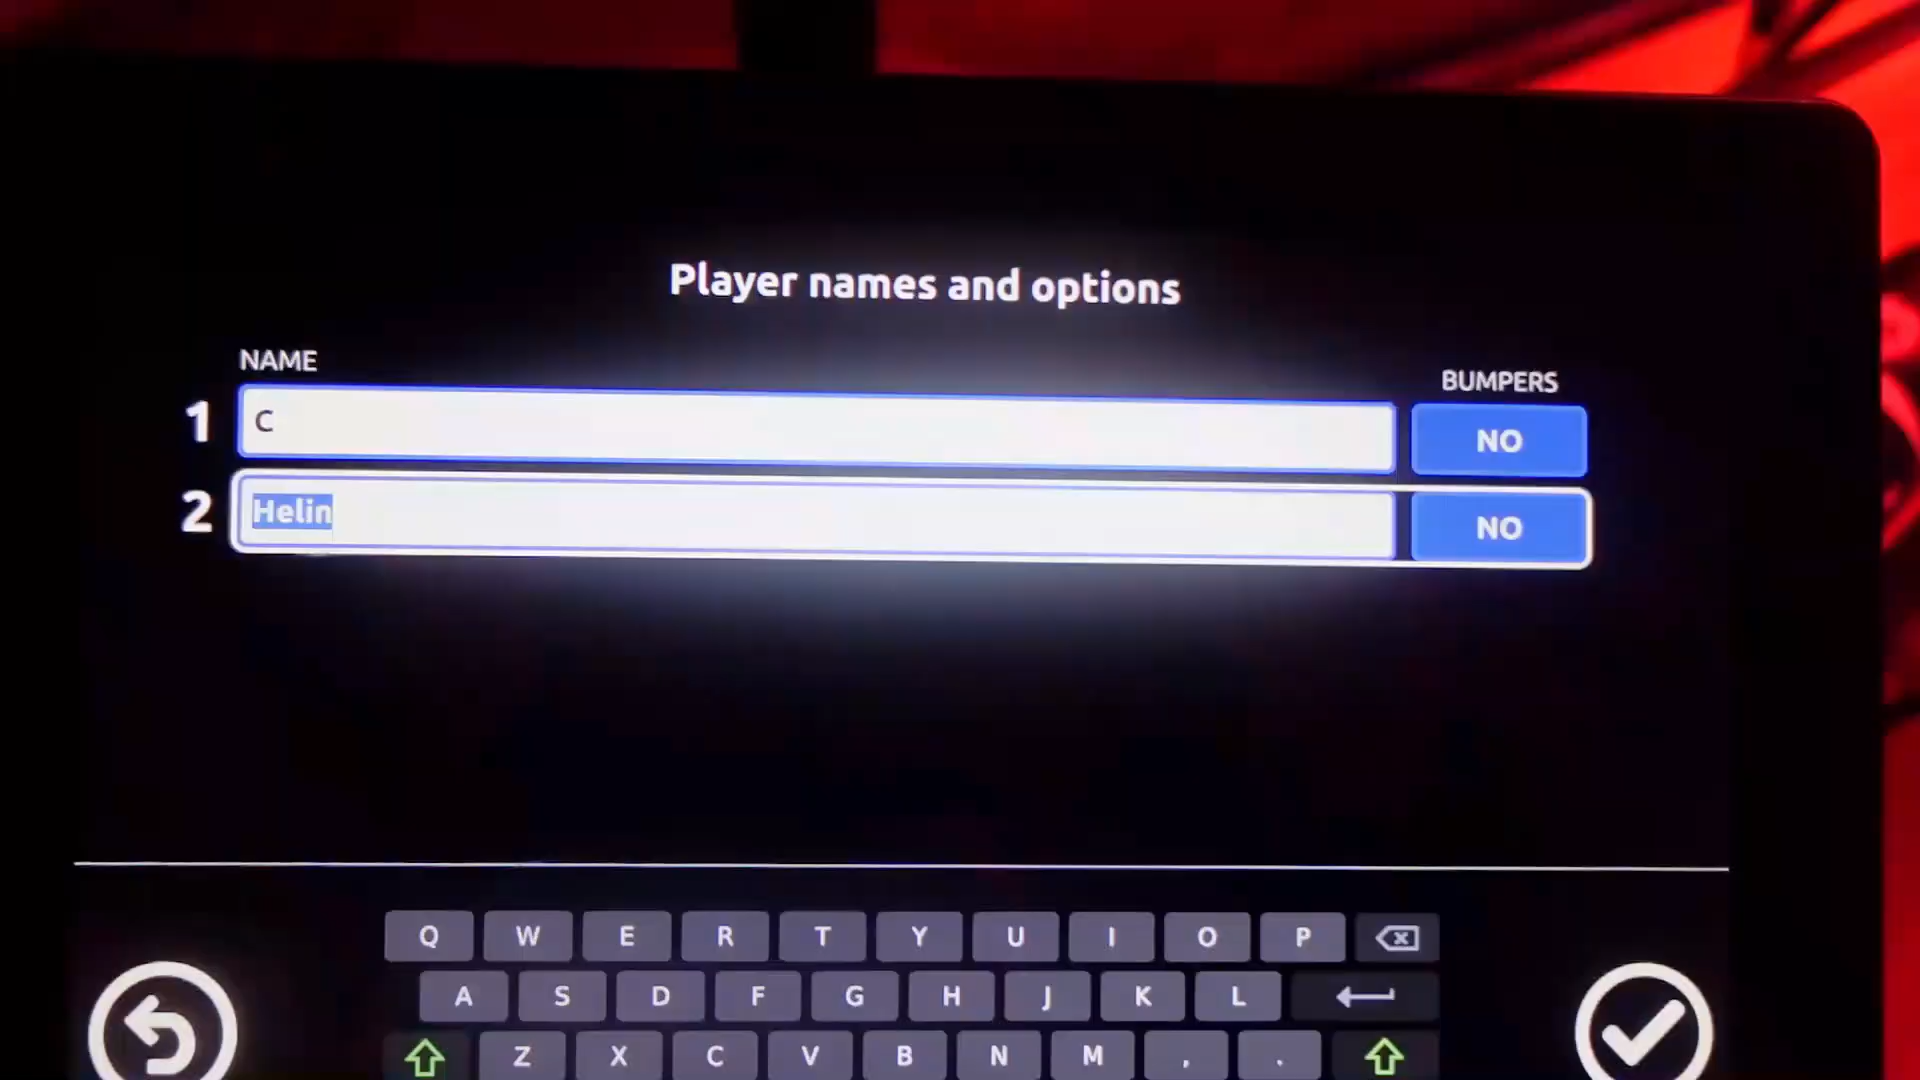 Player names and options
NAME
BUMPERS
1 C NO
2 Helin NO
Q W E R T Y U I O P
A S D F G H J K L
Z X C V B N M , .